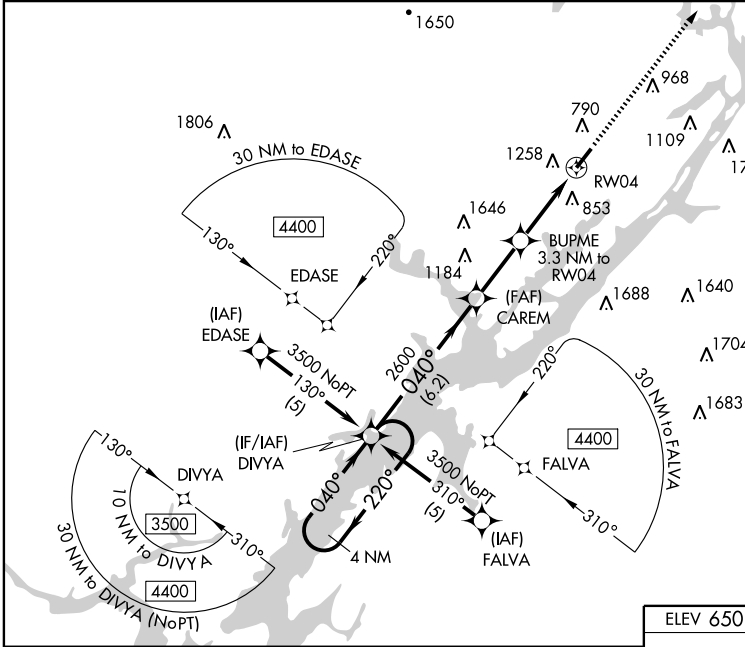 1650
968
790
1806
1109
30 NM to EDASE
1258
17
RW04
853
4400
1646
130°
220°
BUPME
3.3 NM to
RW04
EDASE
1184
(FAF)
CAREM
1688
1640
(IAF)
EDASE
3500 NoPT
130°
(5)
2600
040°
(6.2)
1704
220°
30 NM to FALVA
1683
(IF/IAF)
DIVYA
4400
130°
DIVYA
3500 NoPT
310°
(5)
FALVA
040°
220°
3500
10 NM to DIVYA
310°
310°
(IAF)
FALVA
4 NM
4400
30 NM to DIVYA (NoPT)
ELEV 650